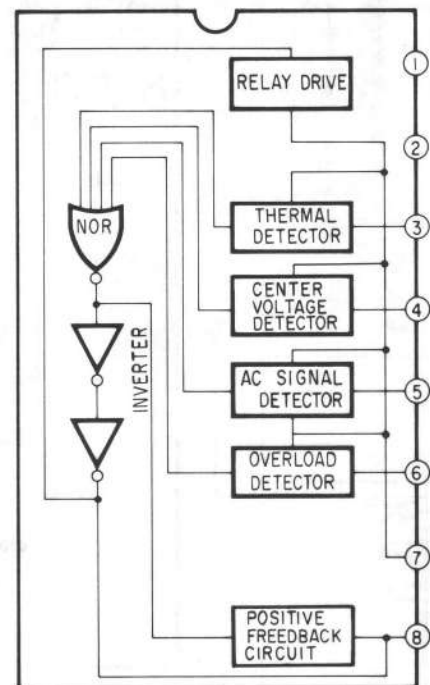 RELAY DRIVE
1
2
NOR
THERMAL
DETECTOR
3
CENTER
VOLTAGE
DETECTOR
4
INVERTER
AC SIGNAL
DETECTOR
5
OVERLOAD
DETECTOR
6
7
POSITIVE
FREEDBACK
CIRCUIT
8